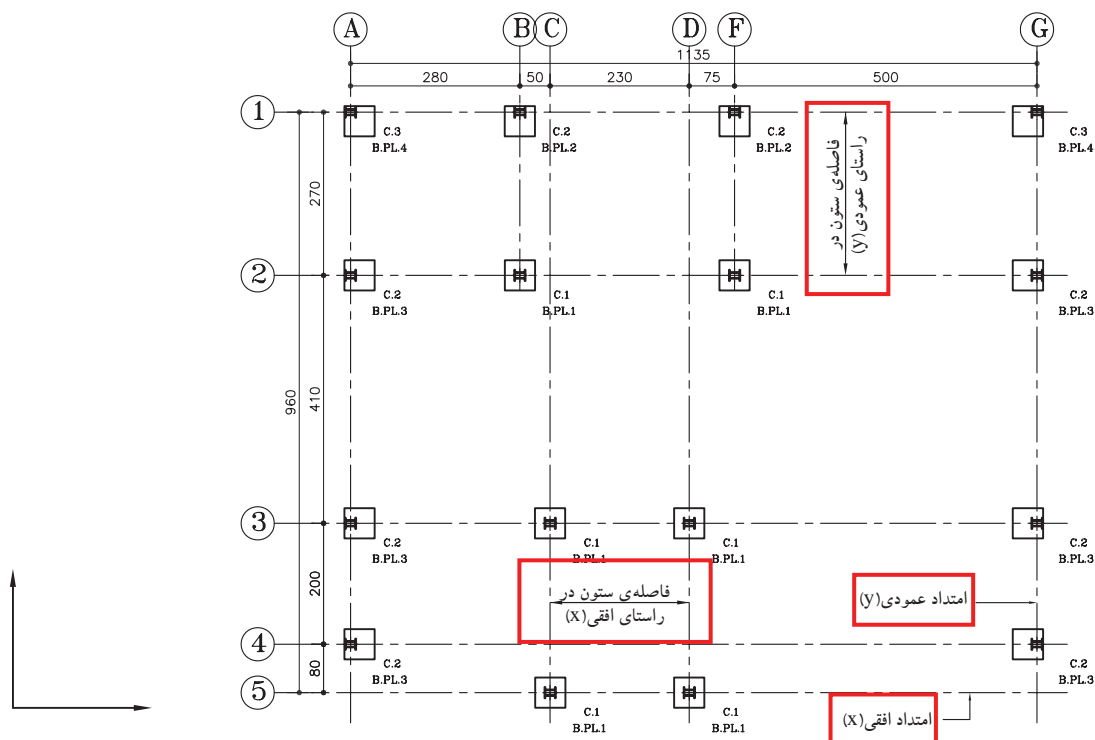 A B C D F G
1135
280 50 230 75 500
1
C.3 C.2 C.2 C.3
B.PL.4 B.PL.2 B.PL.2 B.PL.4
فاصله‌ی ستون در
راستای عمودی(y)
270
2
C.2 C.1 C.1 C.2
B.PL.3 B.PL.1 B.PL.1 B.PL.3
960
410
3
C.2 C.1 C.1 C.2
B.PL.3 B.PL.1 B.PL.1 B.PL.3
200
فاصله‌ی ستون در
راستای افقی(x)
امتداد عمودی(y)
4
C.2 C.2
B.PL.3 B.PL.3
80
5
C.1 C.1
B.PL.1 B.PL.1
امتداد افقی(x)